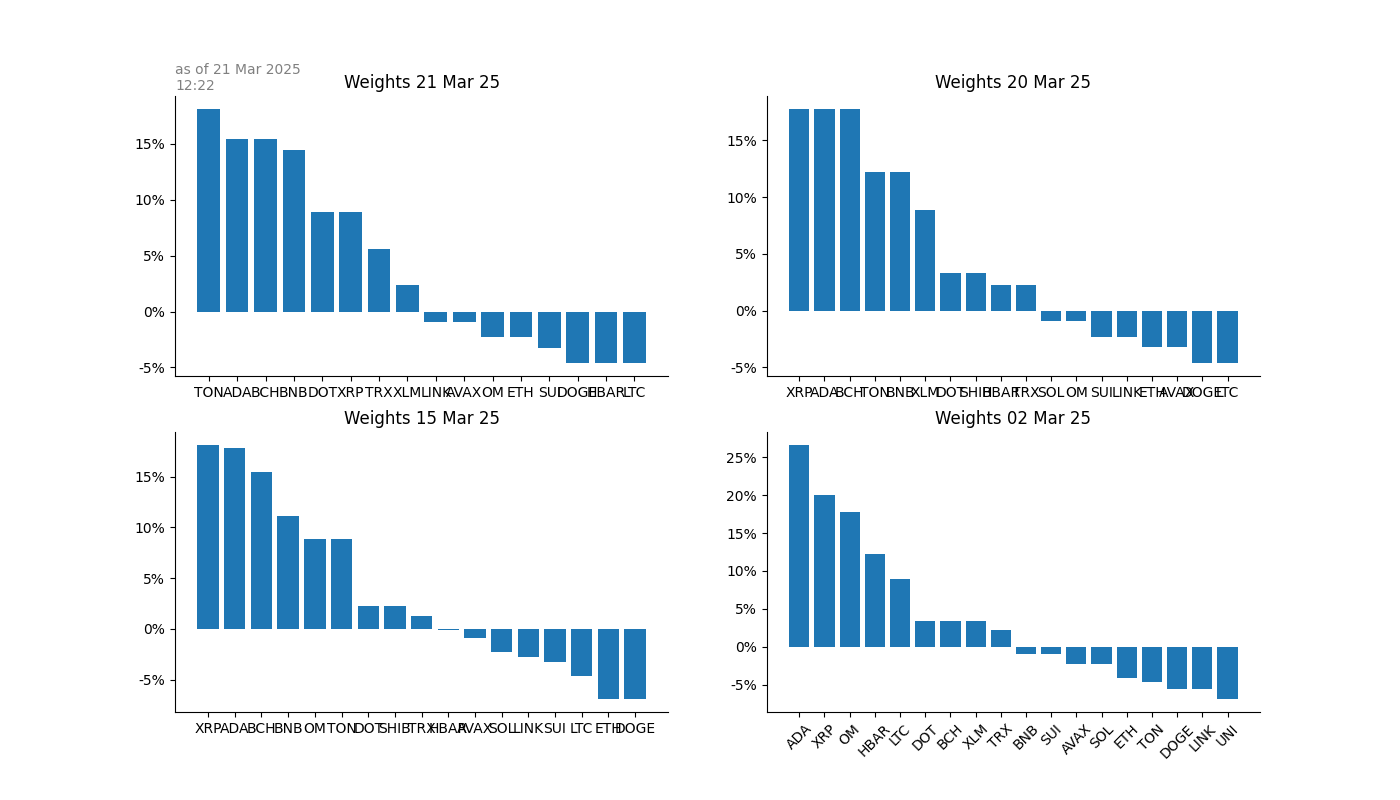 as of 21 Mar 2025
12:22
Weights 21 Mar 25
15%
10%
5%
0%
-5%
TON ADA BCH BNB DOT XRP TRX XLM LINK AVAX OM ETH SUI DOGE HBAR LTC
Weights 20 Mar 25
15%
10%
5%
0%
-5%
XRP ADA BCH TON BNB XLM DOT SHIB HBAR TRX SOL OM SUI LINK ETH AVAX DOGE LTC
Weights 15 Mar 25
15%
10%
5%
0%
-5%
XRP ADA BCH BNB OM TON DOT SHIB TRX HBAR AVAX SOL LINK SUI LTC ETH DOGE
Weights 02 Mar 25
25%
20%
15%
10%
5%
0%
-5%
ADA XRP OM HBAR LTC DOT BCH XLM TRX BNB SUI AVAX SOL ETH TON DOGE LINK UNI